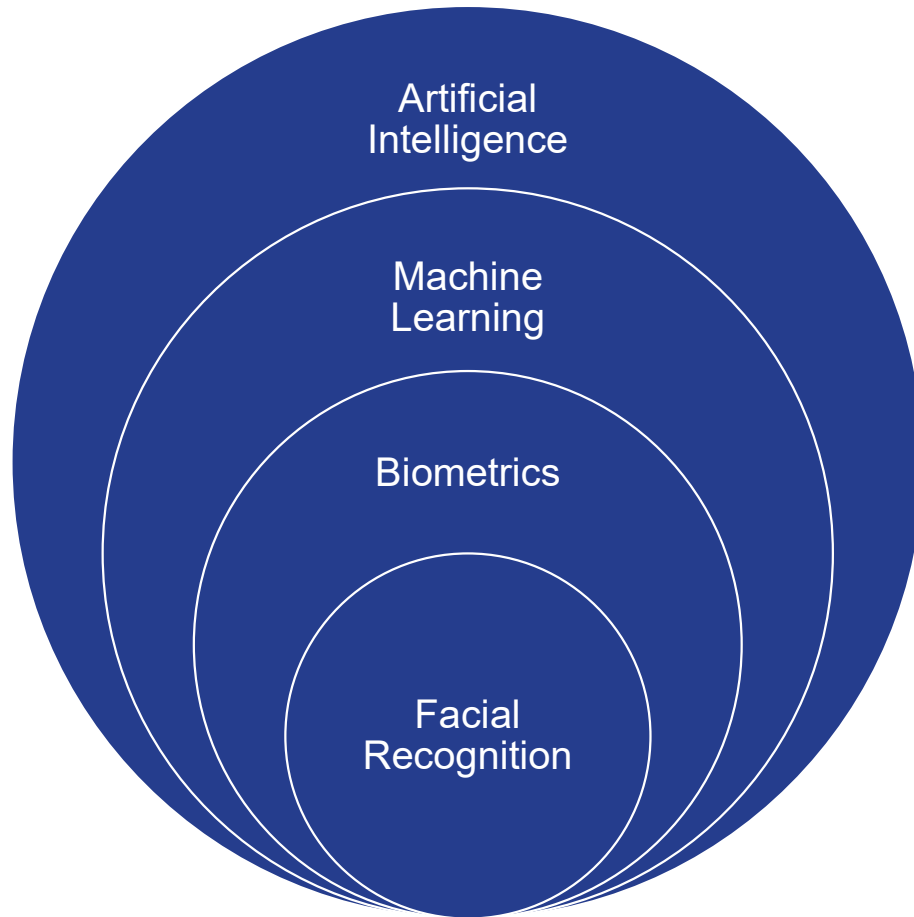 Artificial
Intelligence
Machine
Learning
Biometrics
Facial
Recognition